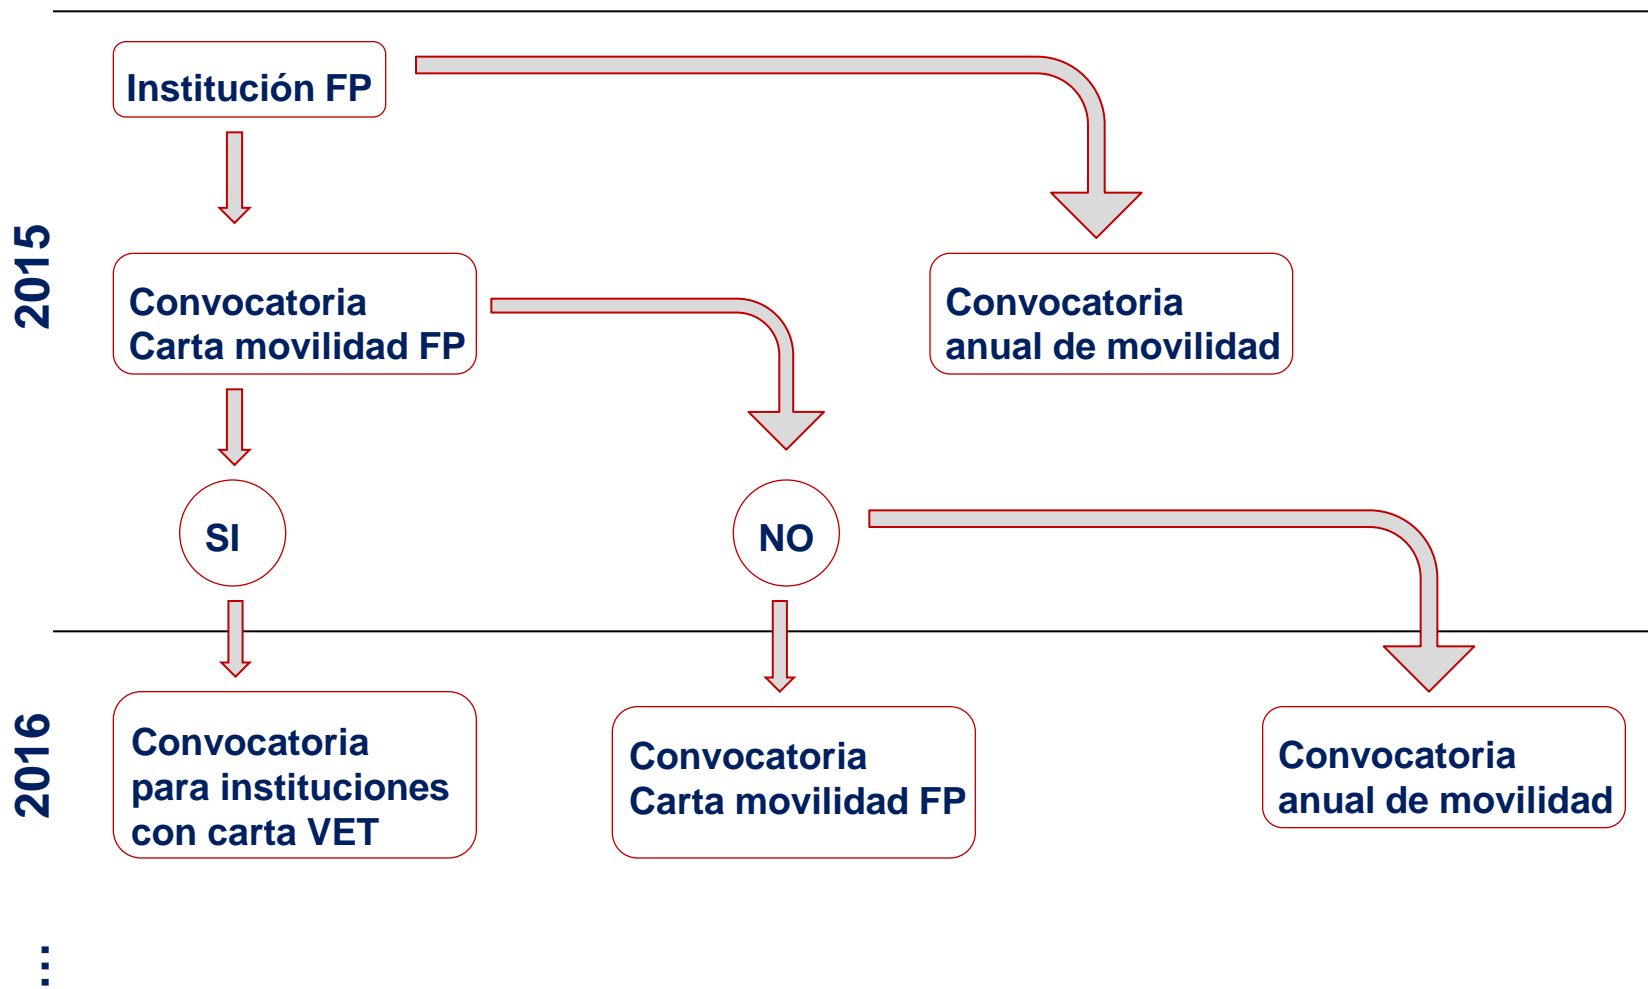 2015
Institución FP
Convocatoria
Carta movilidad FP
Convocatoria
anual de movilidad
SI
NO
2016
Convocatoria
para instituciones
con carta VET
Convocatoria
Carta movilidad FP
Convocatoria
anual de movilidad
…